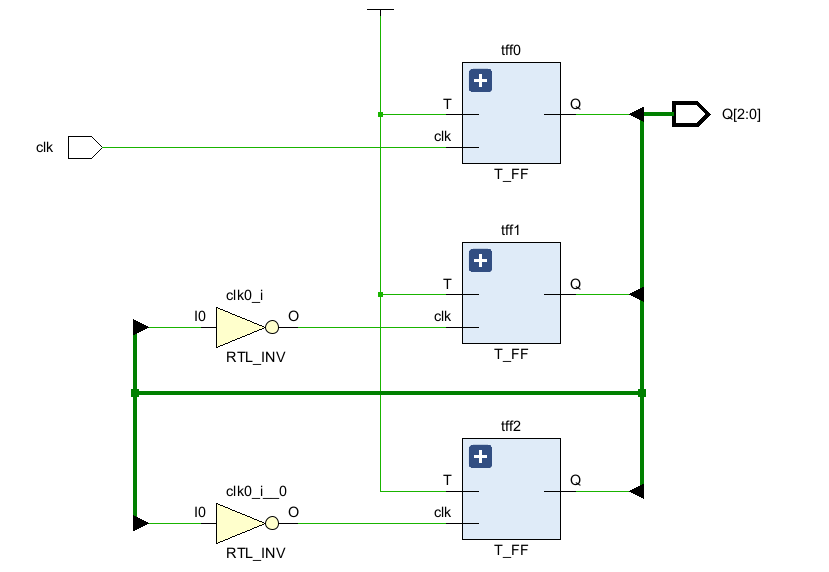 tff0
T
Q
Q[2:0]
clk
clk
T_FF
tff1
T
Q
clk0_i
I0
O
clk
RTL_INV
T_FF
tff2
T
Q
clk0_i__0
I0
O
clk
RTL_INV
T_FF